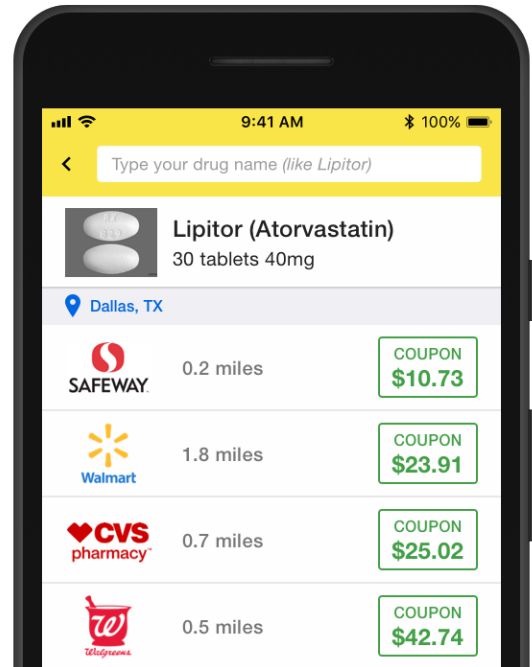 9:41 AM
100%
Type your drug name (like Lipitor)
Lipitor (Atorvastatin)
30 tablets 40mg
Dallas, TX
SAFEWAY
0.2 miles
COUPON
$10.73
Walmart
1.8 miles
COUPON
$23.91
CVS
pharmacy
0.7 miles
COUPON
$25.02
Walgreens
0.5 miles
COUPON
$42.74